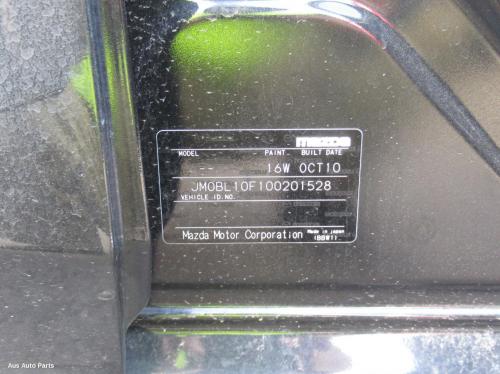 MODEL PAINT BUILT DATE
16W OCT10
JM0BL10F100201528
VEHICLE ID.NO.
Mazda Motor Corporation Made in Japan
(BBW1)
Aus Auto Parts